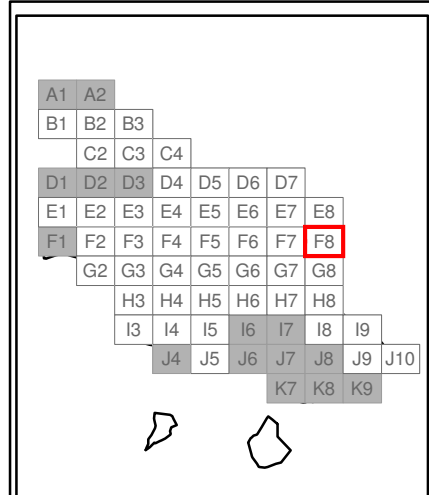 A1 A2
B1 B2 B3
C2 C3 C4
D1 D2 D3 D4 D5 D6 D7
E1 E2 E3 E4 E5 E6 E7 E8
F1 F2 F3 F4 F5 F6 F7 F8
G2 G3 G4 G5 G6 G7 G8
H3 H4 H5 H6 H7 H8
I3 I4 I5 I6 I7 I8 I9
J4 J5 J6 J7 J8 J9 J10
K7 K8 K9